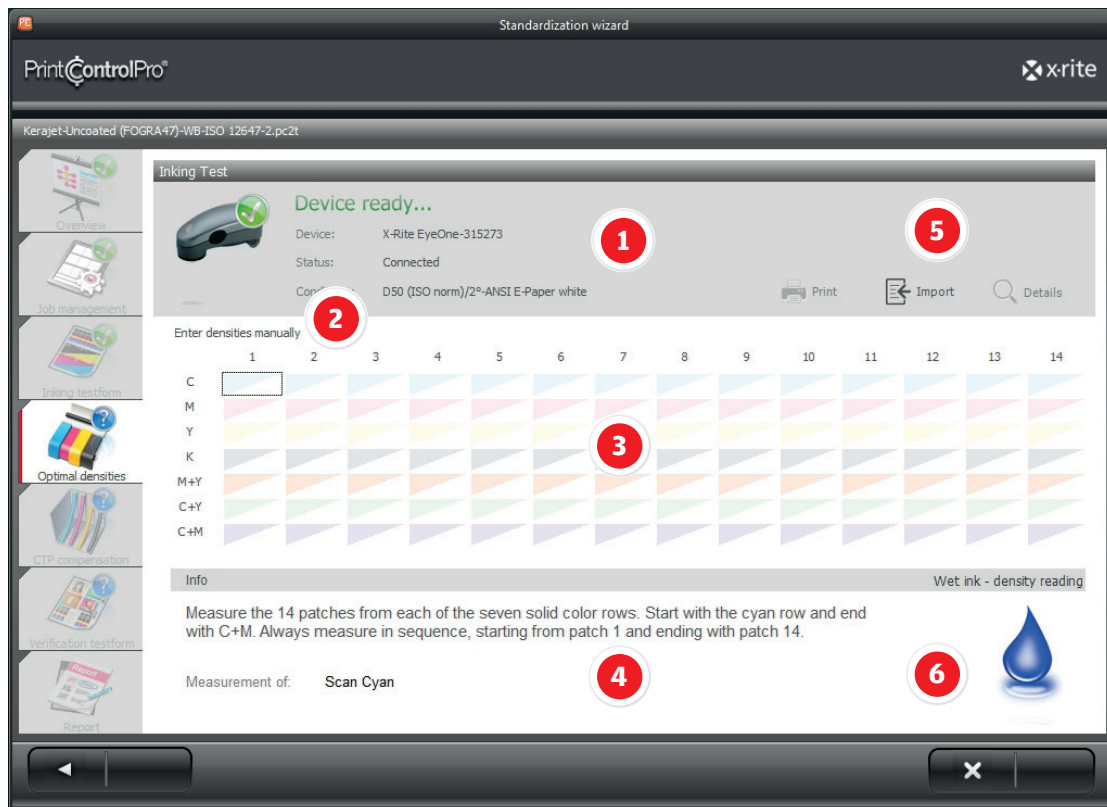 PC
Standardization wizard
PrintControlPro®
x·rite
Kerajet-Uncoated (FOGRA47)-WB-ISO 12647-2.pc2t
Overview
Job management
Inking testform
Optimal densities
CTP compensation
Verification testform
Report
Report
Inking Test
Device ready...
Device: X-Rite EyeOne-315273
1
5
Status: Connected
D50 (ISO norm)/2°-ANSI E-Paper white
Print Import Details
2
Enter densities manually
1 2 3 4 5 6 7 8 9 10 11 12 13 14
C
M
Y
3
K
M+Y
C+Y
C+M
Info Wet ink - density reading
Measure the 14 patches from each of the seven solid color rows. Start with the cyan row and end
with C+M. Always measure in sequence, starting from patch 1 and ending with patch 14.
Measurement of: Scan Cyan
4
6